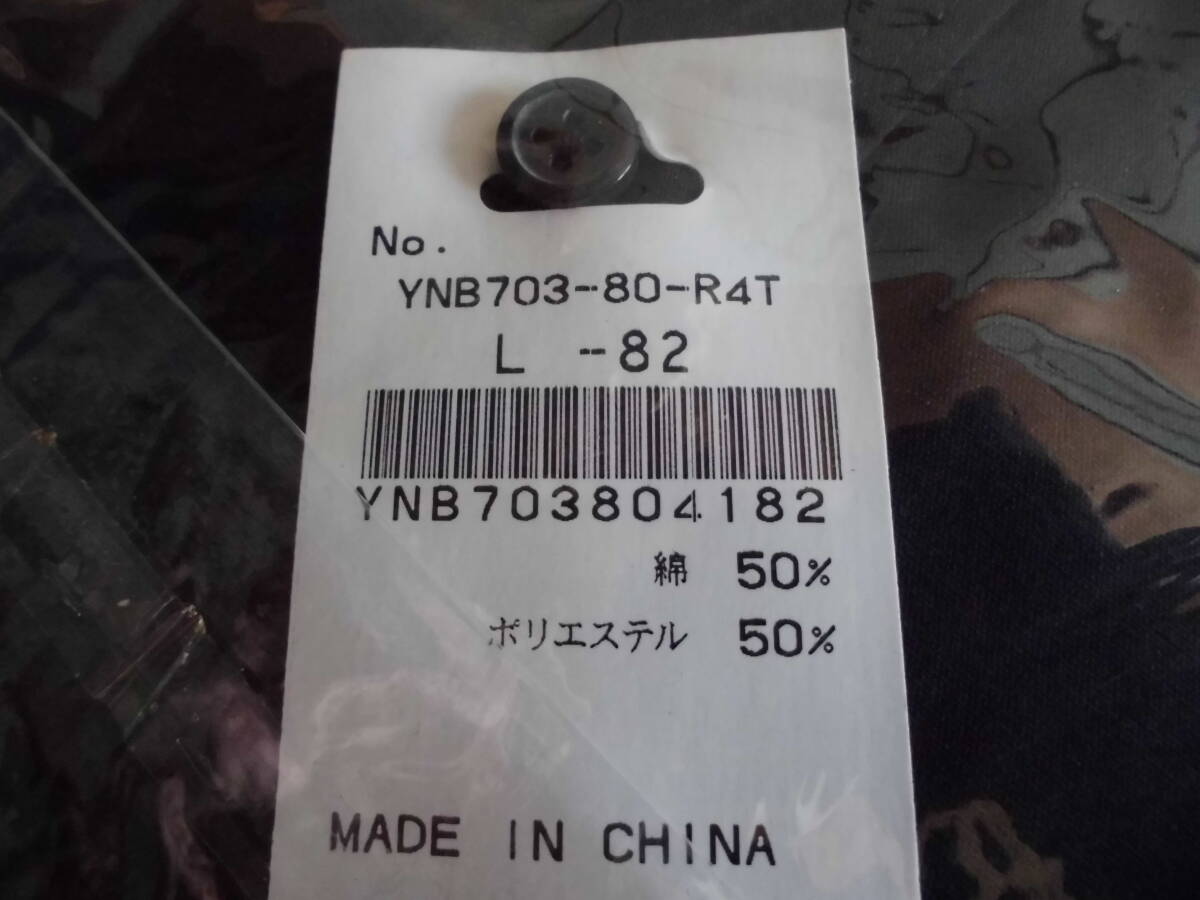 No.
YNB703-80-R4T
L -82
YNB703804182
綿 50%
ポリエステル 50%
MADE IN CHINA